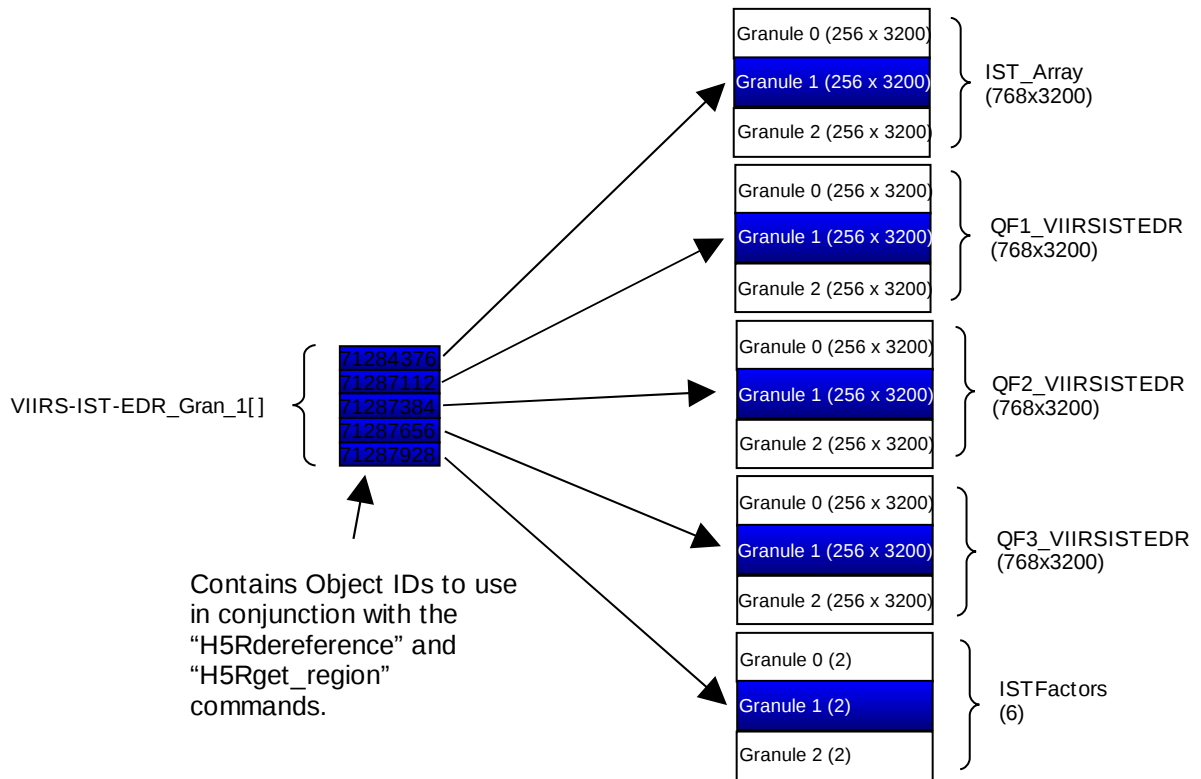 VIIRS-IST-EDR_Gran_1[ ]
71284376
71287112
71287384
71287656
71287928
Contains Object IDs to use
in conjunction with the
“H5Rdereference” and
“H5Rget_region”
commands.
Granule 0 (256 x 3200)
Granule 1 (256 x 3200)
Granule 2 (256 x 3200)
IST_Array
(768x3200)
Granule 0 (256 x 3200)
Granule 1 (256 x 3200)
Granule 2 (256 x 3200)
QF1_VIIRSISTEDR
(768x3200)
Granule 0 (256 x 3200)
Granule 1 (256 x 3200)
Granule 2 (256 x 3200)
QF2_VIIRSISTEDR
(768x3200)
Granule 0 (256 x 3200)
Granule 1 (256 x 3200)
Granule 2 (256 x 3200)
QF3_VIIRSISTEDR
(768x3200)
Granule 0 (2)
Granule 1 (2)
Granule 2 (2)
ISTFactors
(6)